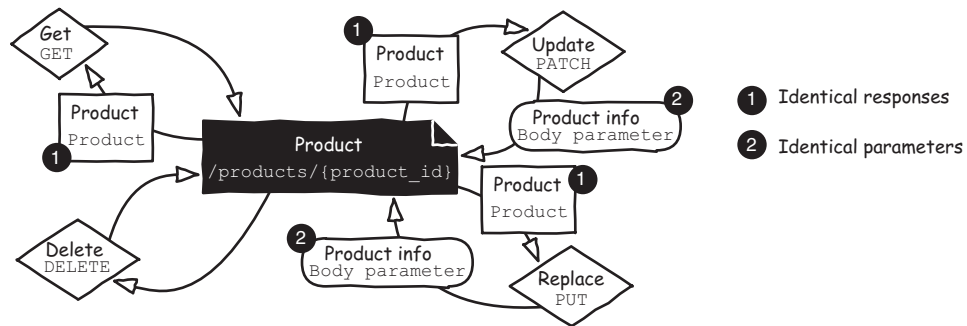 Get
GET
Product
Product
1
1
Product
Product
Update
PATCH
2
Product info
Body parameter
1 Identical responses
2 Identical parameters
Product
/products/{product_id}
Product 1
Product
Delete
DELETE
2
Product info
Body parameter
Replace
PUT